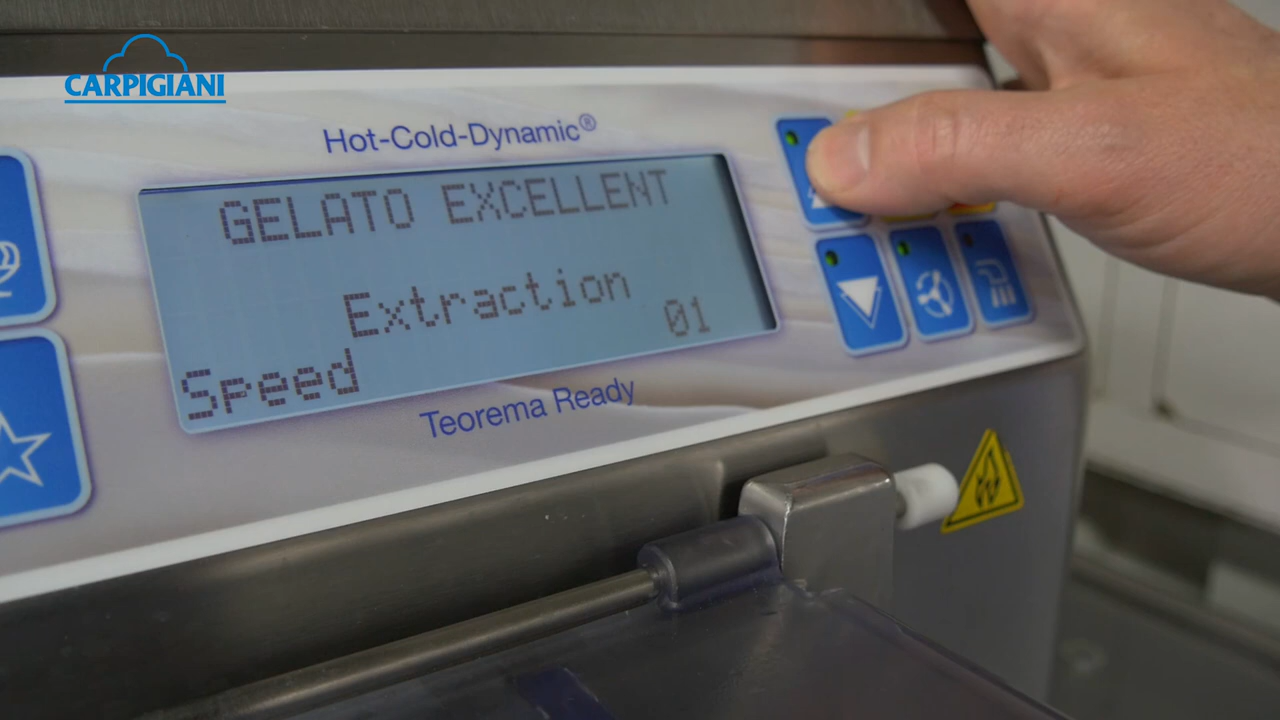 CARPIGIANI
Hot-Cold-Dynamic®
GELATO EXCELLENT
Extraction
Speed 01
Teorema Ready